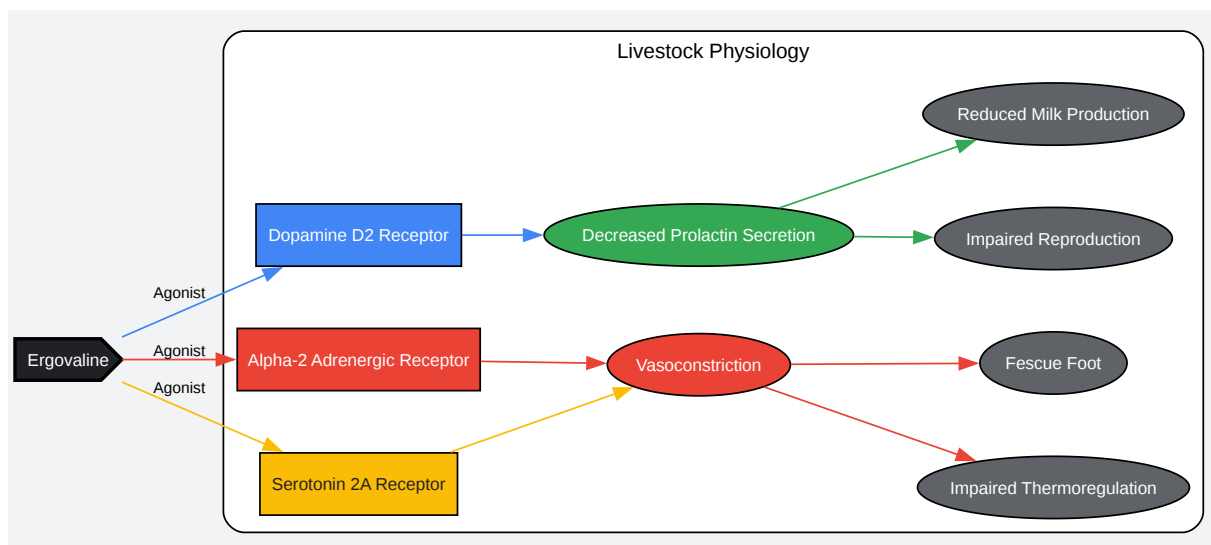 Livestock Physiology
Reduced Milk Production
Dopamine D2 Receptor
Decreased Prolactin Secretion
Impaired Reproduction
Agonist
Ergovaline
Agonist
Alpha-2 Adrenergic Receptor
Vasoconstriction
Fescue Foot
Agonist
Serotonin 2A Receptor
Impaired Thermoregulation